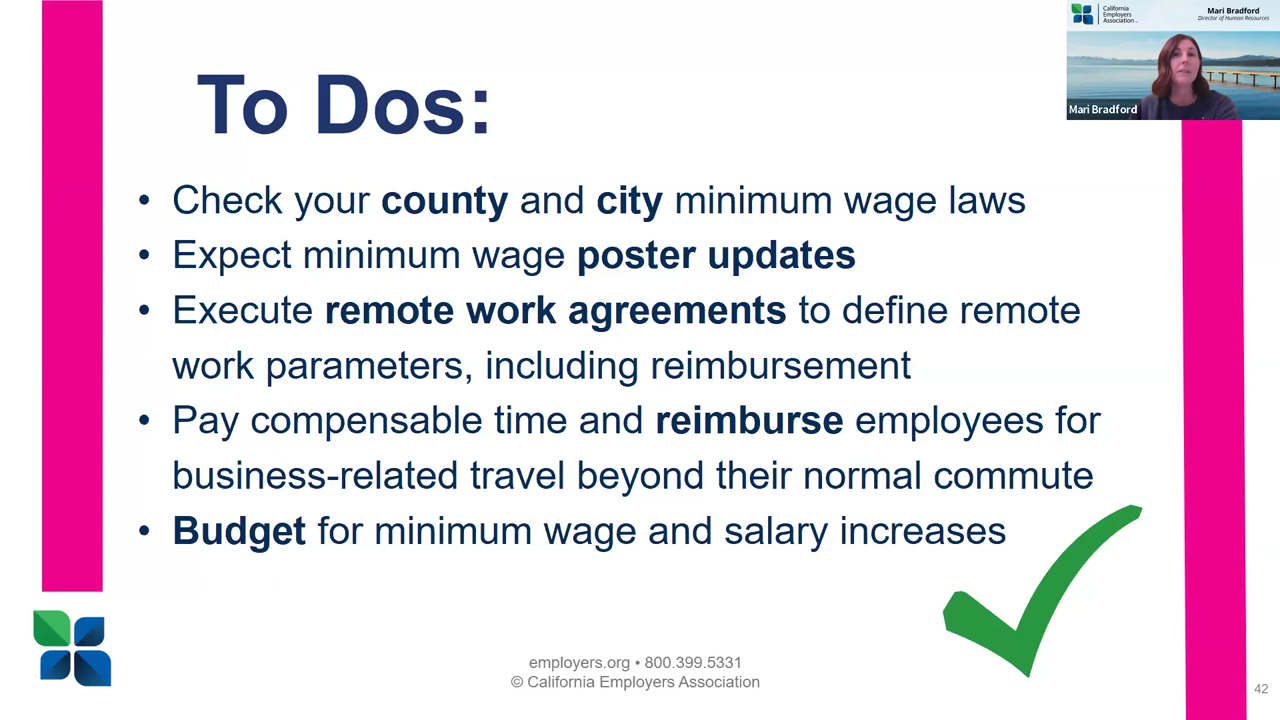 California
Employers
Association
Mari Bradford
Director of Human Resources
Mari Bradford
To Dos:
• Check your county and city minimum wage laws
• Expect minimum wage poster updates
• Execute remote work agreements to define remote
work parameters, including reimbursement
• Pay compensable time and reimburse employees for
business-related travel beyond their normal commute
• Budget for minimum wage and salary increases
employers.org • 800.399.5331
© California Employers Association
42